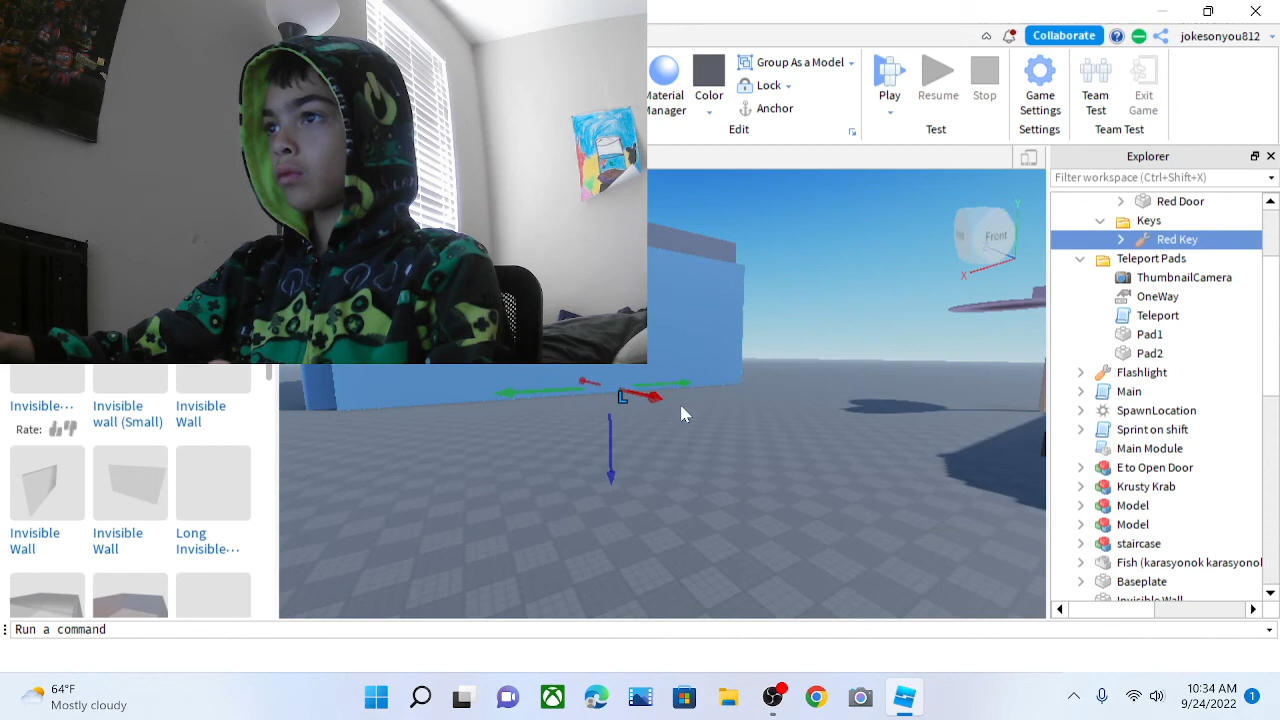 Collaborate
jokesonyou812
Material
Manager
Color
Group As a Model
Lock
Anchor
Edit
Play
Resume
Stop
Test
Game
Settings
Settings
Team
Test
Exit
Game
Team Test
Explorer
Filter workspace (Ctrl+Shift+X)
Red Door
Keys
Red Key
Teleport Pads
ThumbnailCamera
OneWay
Teleport
Pad1
Pad2
Flashlight
Main
SpawnLocation
Sprint on shift
Main Module
E to Open Door
Krusty Krab
Model
Model
staircase
Fish (karasyonok karasyonol
Baseplate
Invisible Wall
Front
X
Y
L
Invisible...
Rate:
Invisible
wall (Small)
Invisible
Wall
Invisible
Wall
Invisible
Wall
Long
Invisible...
Run a command
64°F
Mostly cloudy
10:34 AM
9/24/2022
1